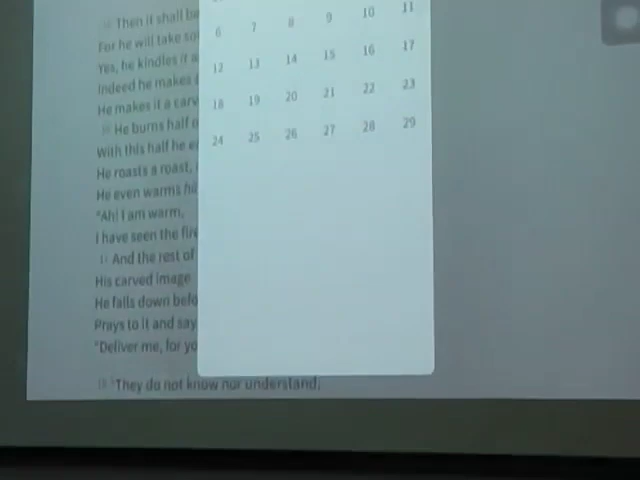 Then it shall be
For he will take so
Yes, he kindles it a
Indeed he makes
He makes it a carv
He burns half o
With this half he ea
He roasts a roast,
He even warms hi
"Ah! I am warm,
I have seen the fire
And the rest of
His carved image
He falls down befo
Prays to it and say
"Deliver me, for yo
They do not know nor understand;
6 7 8 9 10 11
12 13 14 15 16 17
18 19 20 21 22 23
24 25 26 27 28 29